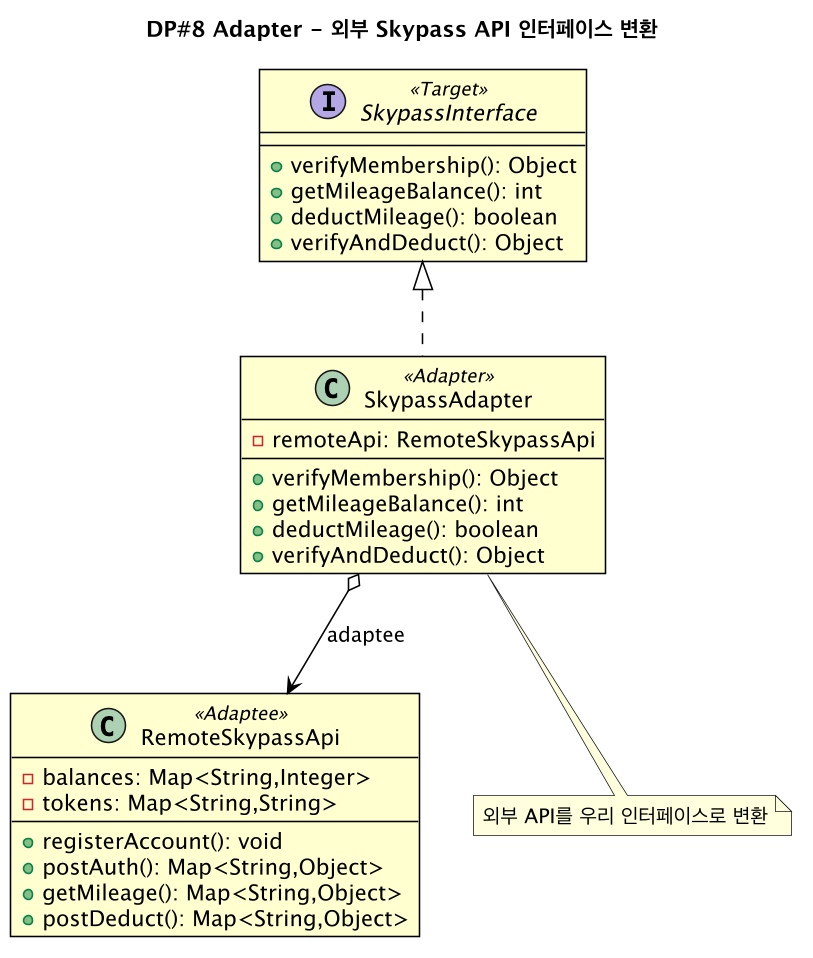 DP#8 Adapter - 외부 Skypass API 인터페이스 변환
«Target»
I
SkypassInterface
verifyMembership(): Object
getMileageBalance(): int
deductMileage(): boolean
verifyAndDeduct(): Object
«Adapter»
C
SkypassAdapter
remoteApi: RemoteSkypassApi
verifyMembership(): Object
getMileageBalance(): int
deductMileage(): boolean
verifyAndDeduct(): Object
adaptee
«Adaptee»
C
RemoteSkypassApi
balances: Map<String,Integer>
tokens: Map<String,String>
registerAccount(): void
postAuth(): Map<String,Object>
getMileage(): Map<String,Object>
postDeduct(): Map<String,Object>
외부 API를 우리 인터페이스로 변환